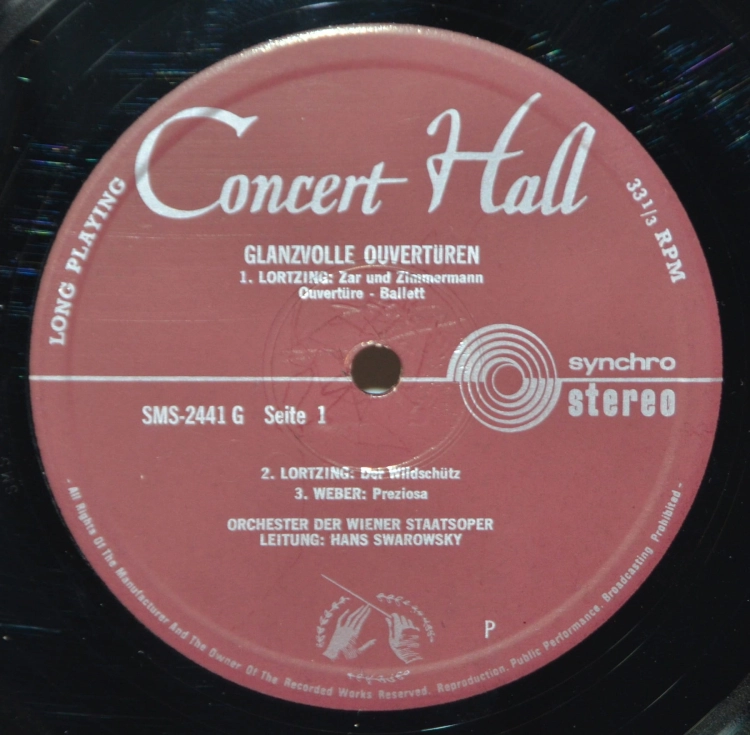 Concert Hall
LONG PLAYING
33 1/3 RPM
GLANZVOLLE OUVERTÜREN
1. LORTZING: Zar und Zimmermann
Ouvertüre - Ballett
synchro
stereo
SMS-2441 G Seite 1
2. LORTZING: Der Wildschütz
3. WEBER: Preziosa
ORCHESTER DER WIENER STAATSOPER
LEITUNG: HANS SWAROWSKY
P
- All Rights Of The Manufacturer And The Owner Of The Recorded Works Reserved. Reproduction. Public Performance. Broadcasting Prohibited -